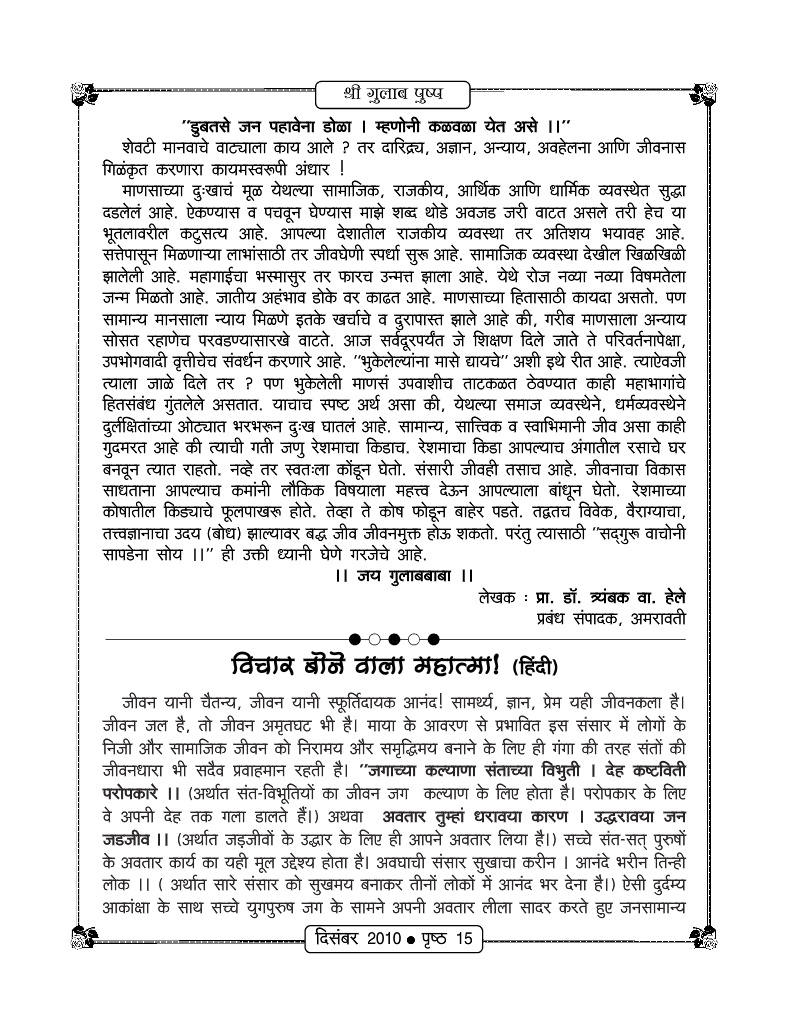 श्री गुलाब पुष्प
"डुबतसे जन पहावेना डोळा । म्हणोनी कळवळा येत असे ।।"
शेवटी मानवाचे वाट्याला काय आले ? तर दारिद्र्य, अज्ञान, अन्याय, अवहेलना आणि जीवनास
गिळंकृत करणारा कायमस्वरूपी अंधार !
माणसाच्या दुःखाचं मूळ येथल्या सामाजिक, राजकीय, आर्थिक आणि धार्मिक व्यवस्थेत सुद्धा
दडलेलं आहे. ऐकण्यास व पचवून घेण्यास माझे शब्द थोडे अवजड जरी वाटत असले तरी हेच या
भूतलावरील कटुसत्य आहे. आपल्या देशातील राजकीय व्यवस्था तर अतिशय भयावह आहे.
सत्तेपासून मिळणाऱ्या लाभांसाठी तर जीवघेणी स्पर्धा सुरू आहे. सामाजिक व्यवस्था देखील खिळखिळी
झालेली आहे. महागाईचा भस्मासुर तर फारच उन्मत्त झाला आहे. येथे रोज नव्या नव्या विषमतेला
जन्म मिळतो आहे. जातीय अहंभाव डोके वर काढत आहे. माणसाच्या हितासाठी कायदा असतो. पण
सामान्य मानसाला न्याय मिळणे इतके खर्चाचे व दुरापास्त झाले आहे की, गरीब माणसाला अन्याय
सोसत रहाणेच परवडण्यासारखे वाटते. आज सर्वदूरपर्यंत जे शिक्षण दिले जाते ते परिवर्तनापेक्षा,
उपभोगवादी वृत्तीचेच संवर्धन करणारे आहे. "भुकेलेल्यांना मासे द्यायचे" अशी इथे रीत आहे. त्याऐवजी
त्याला जाळे दिले तर ? पण भुकेलेली माणसं उपवाशीच ताटकळत ठेवण्यात काही महाभागांचे
हितसंबंध गुंतलेले असतात. याचाच स्पष्ट अर्थ असा की, येथल्या समाज व्यवस्थेने, धर्मव्यवस्थेने
दुर्लक्षितांच्या ओट्यात भरभरून दुःख घातलं आहे. सामान्य, सात्त्विक व स्वाभिमानी जीव असा काही
गुदमरत आहे की त्याची गती जणु रेशमाचा किडाच. रेशमाचा किडा आपल्याच अंगातील रसाचे घर
बनवून त्यात राहतो. नव्हे तर स्वतःला कोंडून घेतो. संसारी जीवही तसाच आहे. जीवनाचा विकास
साधताना आपल्याच कमांनी लौकिक विषयाला महत्त्व देऊन आपल्याला बांधून घेतो. रेशमाच्या
कोषातील किड्याचे फूलपाखरू होते. तेव्हा ते कोष फोडून बाहेर पडते. तद्वतच विवेक, वैराग्याचा,
तत्त्वज्ञानाचा उदय (बोध) झाल्यावर बद्ध जीव जीवनमुक्त होऊ शकतो. परंतु त्यासाठी "सद्‌गुरू वाचोनी
सापडेना सोय ।।" ही उक्ती ध्यानी घेणे गरजेचे आहे.
।। जय गुलाबबाबा ।।
लेखक : प्रा. डॉ. त्र्यंबक वा. हेले
प्रबंध संपादक, अमरावती
विचार बोने वाला महात्मा! (हिंदी)
जीवन यानी चैतन्य, जीवन यानी स्फूर्तिदायक आनंद! सामर्थ्य, ज्ञान, प्रेम यही जीवनकला है।
जीवन जल है, तो जीवन अमृतघट भी है। माया के आवरण से प्रभावित इस संसार में लोगों के
निजी और सामाजिक जीवन को निरामय और समृद्धिमय बनाने के लिए ही गंगा की तरह संतों की
जीवनधारा भी सदैव प्रवाहमान रहती है। "जगाच्या कल्याणा संताच्या विभुती । देह कष्टविती
परोपकारे ।। (अर्थात संत-विभूतियों का जीवन जग कल्याण के लिए होता है। परोपकार के लिए
वे अपनी देह तक गला डालते हैं।) अथवा अवतार तुम्हां धरावया कारण । उद्धरावया जन
जडजीव ।। (अर्थात जड़जीवों के उद्धार के लिए ही आपने अवतार लिया है।) सच्चे संत-सत् पुरुषों
के अवतार कार्य का यही मूल उद्देश्य होता है। अवघाची संसार सुखाचा करीन । आनंदे भरीन तिन्ही
लोक ।। ( अर्थात सारे संसार को सुखमय बनाकर तीनों लोकों में आनंद भर देना है।) ऐसी दुर्दम्य
आकांक्षा के साथ सच्चे युगपुरुष जग के सामने अपनी अवतार लीला सादर करते हुए जनसामान्य
दिसंबर 2010 ● पृष्ठ 15